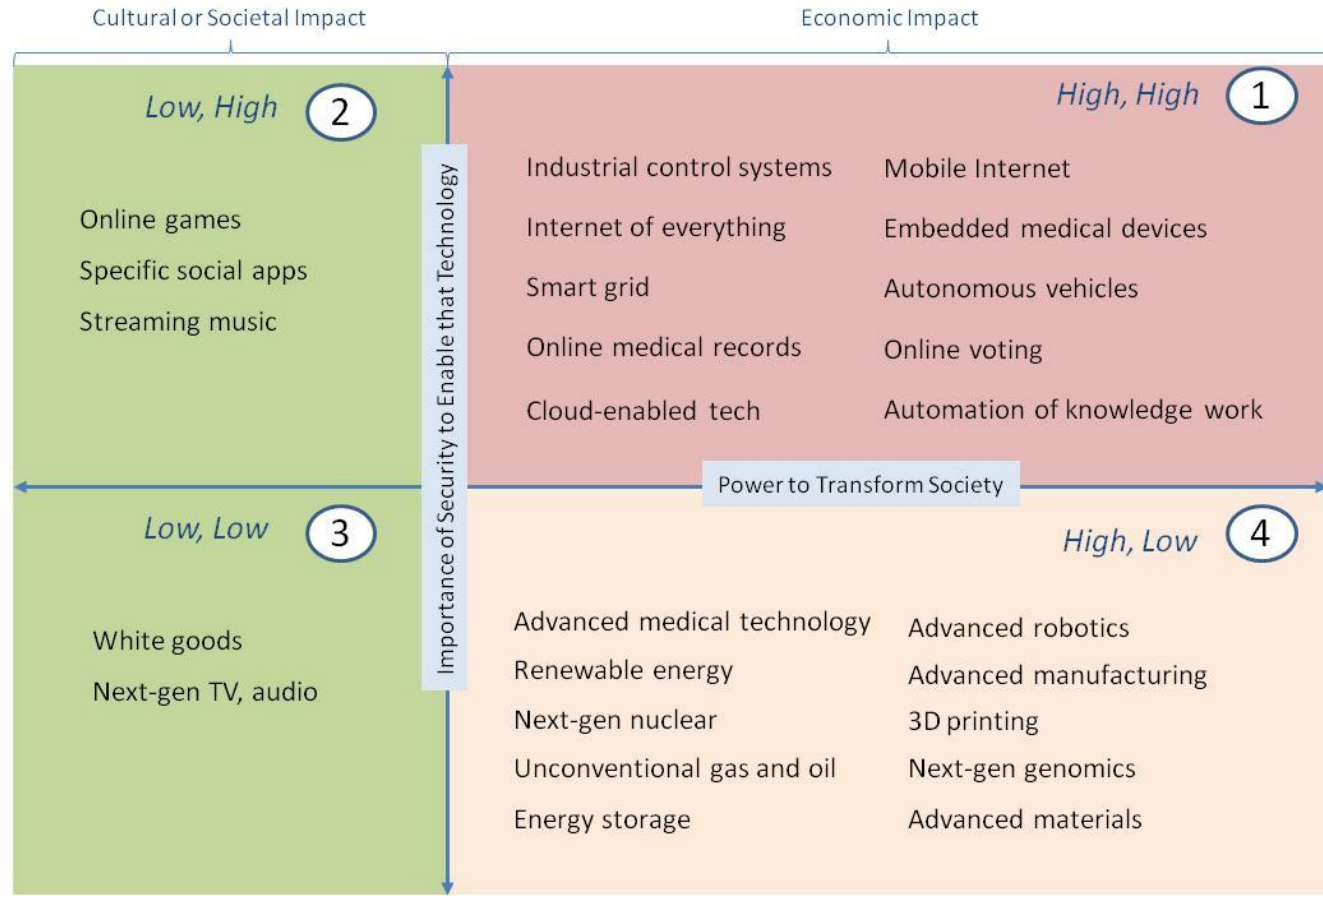 Cultural or Societal Impact
Economic Impact
Low, High
2
High, High
1
Online games
Specific social apps
Streaming music
Importance of Security to Enable that Technology
Industrial control systems
Internet of everything
Smart grid
Online medical records
Cloud-enabled tech
Mobile Internet
Embedded medical devices
Autonomous vehicles
Online voting
Automation of knowledge work
Power to Transform Society
Low, Low
3
High, Low
4
White goods
Next-gen TV, audio
Advanced medical technology
Renewable energy
Next-gen nuclear
Unconventional gas and oil
Energy storage
Advanced robotics
Advanced manufacturing
3D printing
Next-gen genomics
Advanced materials